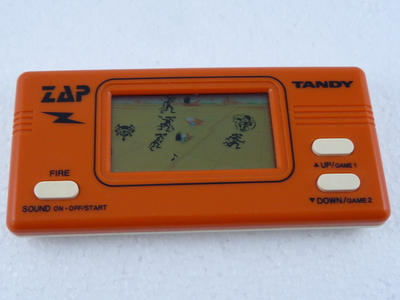 ZAP
TANDY
FIRE
SOUND ON-OFF/START
▲ UP/GAME 1
▼ DOWN/GAME 2